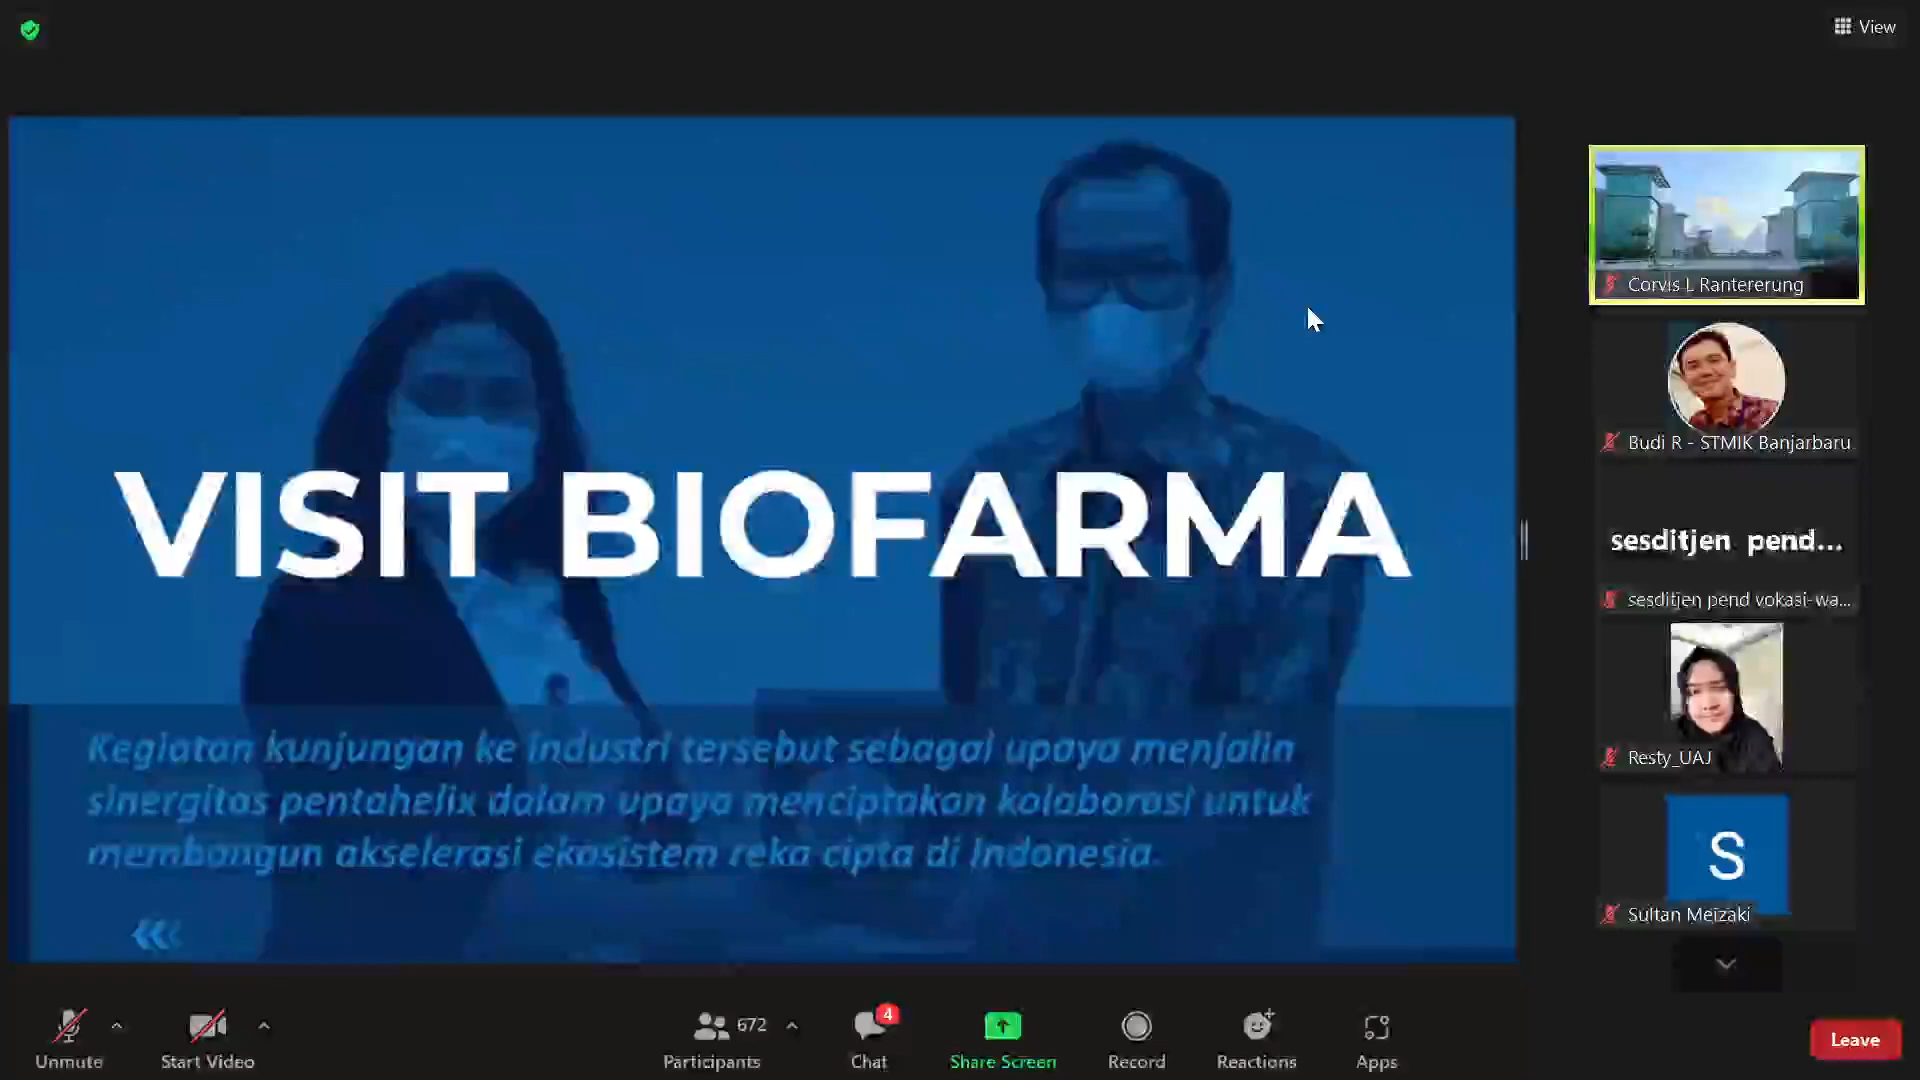 View
VISIT BIOFARMA
Kegiatan kunjungan ke industri tersebut sebagai upaya menjalin
sinergitas pentahelix dalam upaya menciptakan kolaborasi untuk
membangun akselerasi ekosistem reka cipta di Indonesia.
Corvis L Rantererung
Budi R - STMIK Banjarbaru
sesditjen pend...
sesditjen pend vokasi-wa...
Resty_UAJ
S
Sultan Meizaki
Unmute
Start Video
672
Participants
4
Chat
Share Screen
Record
Reactions
Apps
Leave